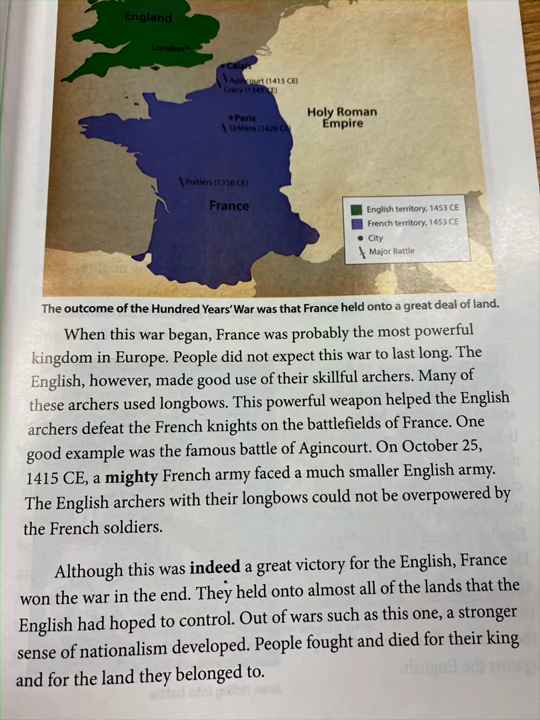 England
London
Calais
Agincourt (1415 CE)
Crécy (1345 CE)
Holy Roman
Empire
Paris
Orléans (1429 CE)
Poitiers (1356 CE)
France
English territory, 1453 CE
French territory, 1453 CE
City
Major Battle
The outcome of the Hundred Years' War was that France held onto a great deal of land.
When this war began, France was probably the most powerful
kingdom in Europe. People did not expect this war to last long. The
English, however, made good use of their skillful archers. Many of
these archers used longbows. This powerful weapon helped the English
archers defeat the French knights on the battlefields of France. One
good example was the famous battle of Agincourt. On October 25,
1415 CE, a mighty French army faced a much smaller English army.
The English archers with their longbows could not be overpowered by
the French soldiers.
Although this was indeed a great victory for the English, France
won the war in the end. They held onto almost all of the lands that the
English had hoped to control. Out of wars such as this one, a stronger
sense of nationalism developed. People fought and died for their king
and for the land they belonged to.